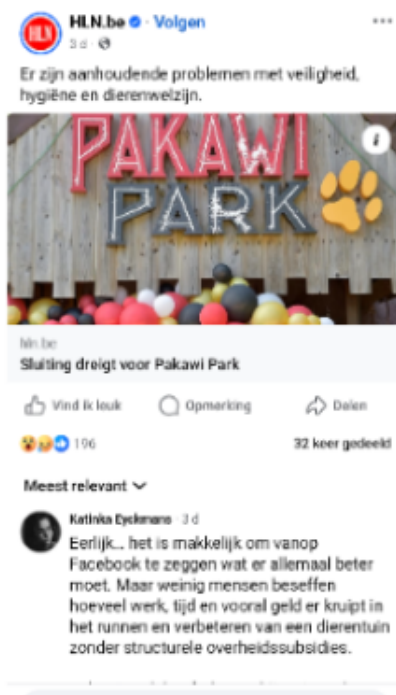 HLN
HLN.be · Volgen
3 d ·
Er zijn aanhoudende problemen met veiligheid,
hygiëne en dierenwelzijn.
PAKAWI
PARK
i
hln.be
Sluiting dreigt voor Pakawi Park
Vind ik leuk Opmerking Delen
196 32 keer gedeeld
Meest relevant
Katinka Eyckmans · 3 d
Eerlijk... het is makkelijk om vanop
Facebook te zeggen wat er allemaal beter
moet. Maar weinig mensen beseffen
hoeveel werk, tijd en vooral geld er kruipt in
het runnen en verbeteren van een dierentuin
zonder structurele overheidssubsidies.